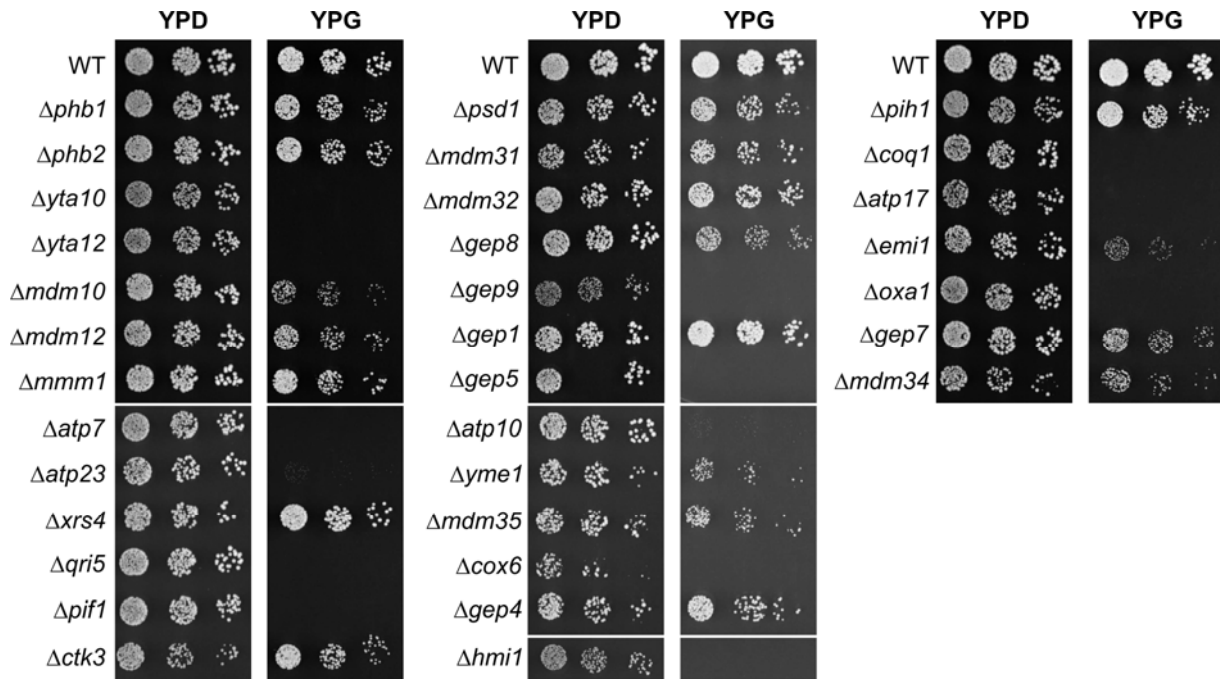 YPD YPG
WT
Δphb1
Δphb2
Δyta10
Δyta12
Δmdm10
Δmdm12
Δmmm1
Δatp7
Δatp23
Δxrs4
Δqri5
Δpif1
Δctk3
YPD YPG
WT
Δpsd1
Δmdm31
Δmdm32
Δgep8
Δgep9
Δgep1
Δgep5
Δatp10
Δyme1
Δmdm35
Δcox6
Δgep4
Δhmi1
YPD YPG
WT
Δpih1
Δcoq1
Δatp17
Δemi1
Δoxa1
Δgep7
Δmdm34